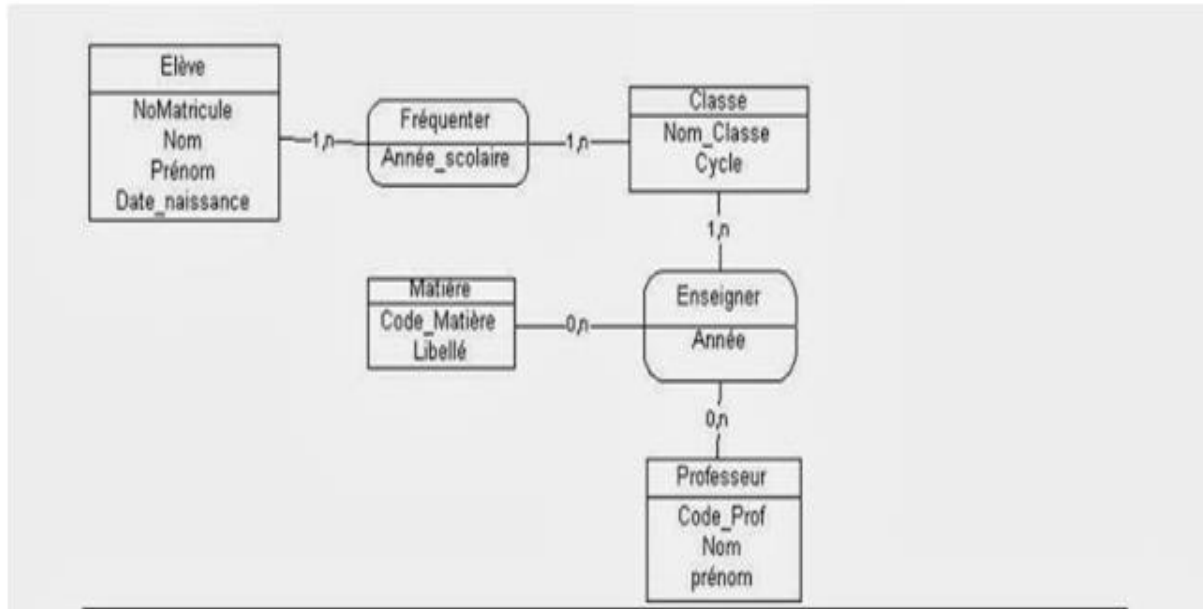 Elève
NoMatricule
Nom
Prénom
Date_naissance
1,n
Fréquenter
Année_scolaire
1,n
Classe
Nom_Classe
Cycle
1,n
Matière
Code_Matière
Libellé
0,n
Enseigner
Année
0,n
Professeur
Code_Prof
Nom
prénom